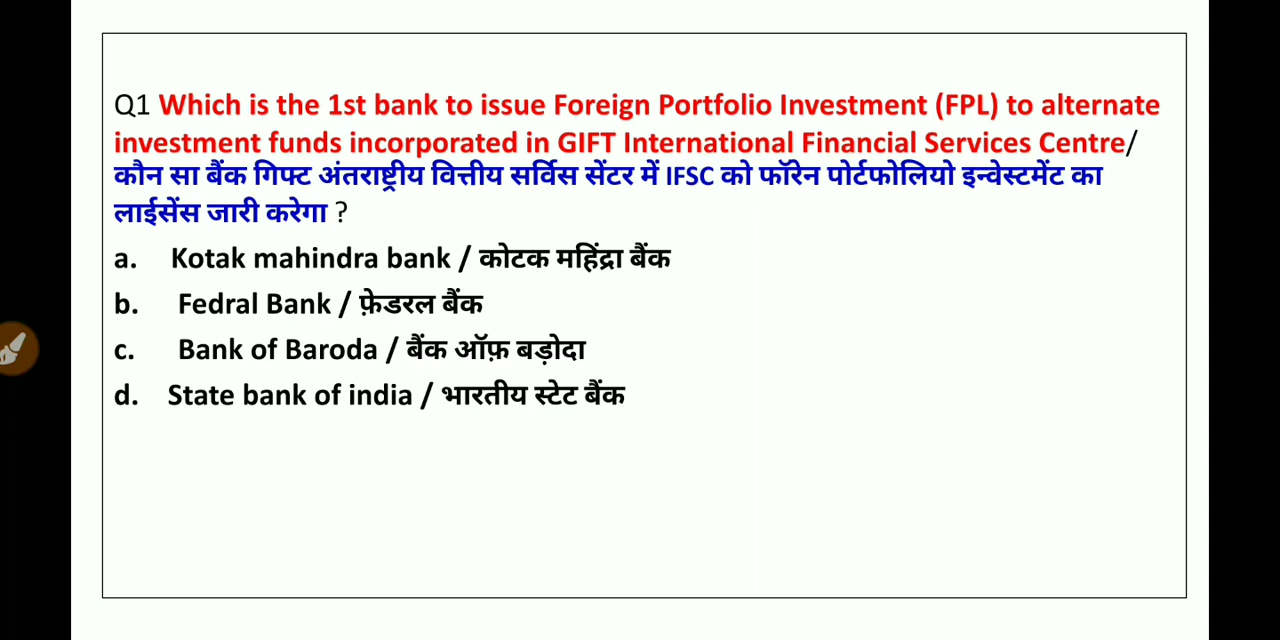 Q1 Which is the 1st bank to issue Foreign Portfolio Investment (FPL) to alternate
investment funds incorporated in GIFT International Financial Services Centre/
कौन सा बैंक गिफ्ट अंतराष्ट्रीय वित्तीय सर्विस सेंटर में IFSC को फॉरेन पोर्टफोलियो इन्वेस्टमेंट का
लाईसेंस जारी करेगा ?
a. Kotak mahindra bank / कोटक महिंद्रा बैंक
b. Fedral Bank / फ़ेडरल बैंक
c. Bank of Baroda / बैंक ऑफ़ बड़ोदा
d. State bank of india / भारतीय स्टेट बैंक